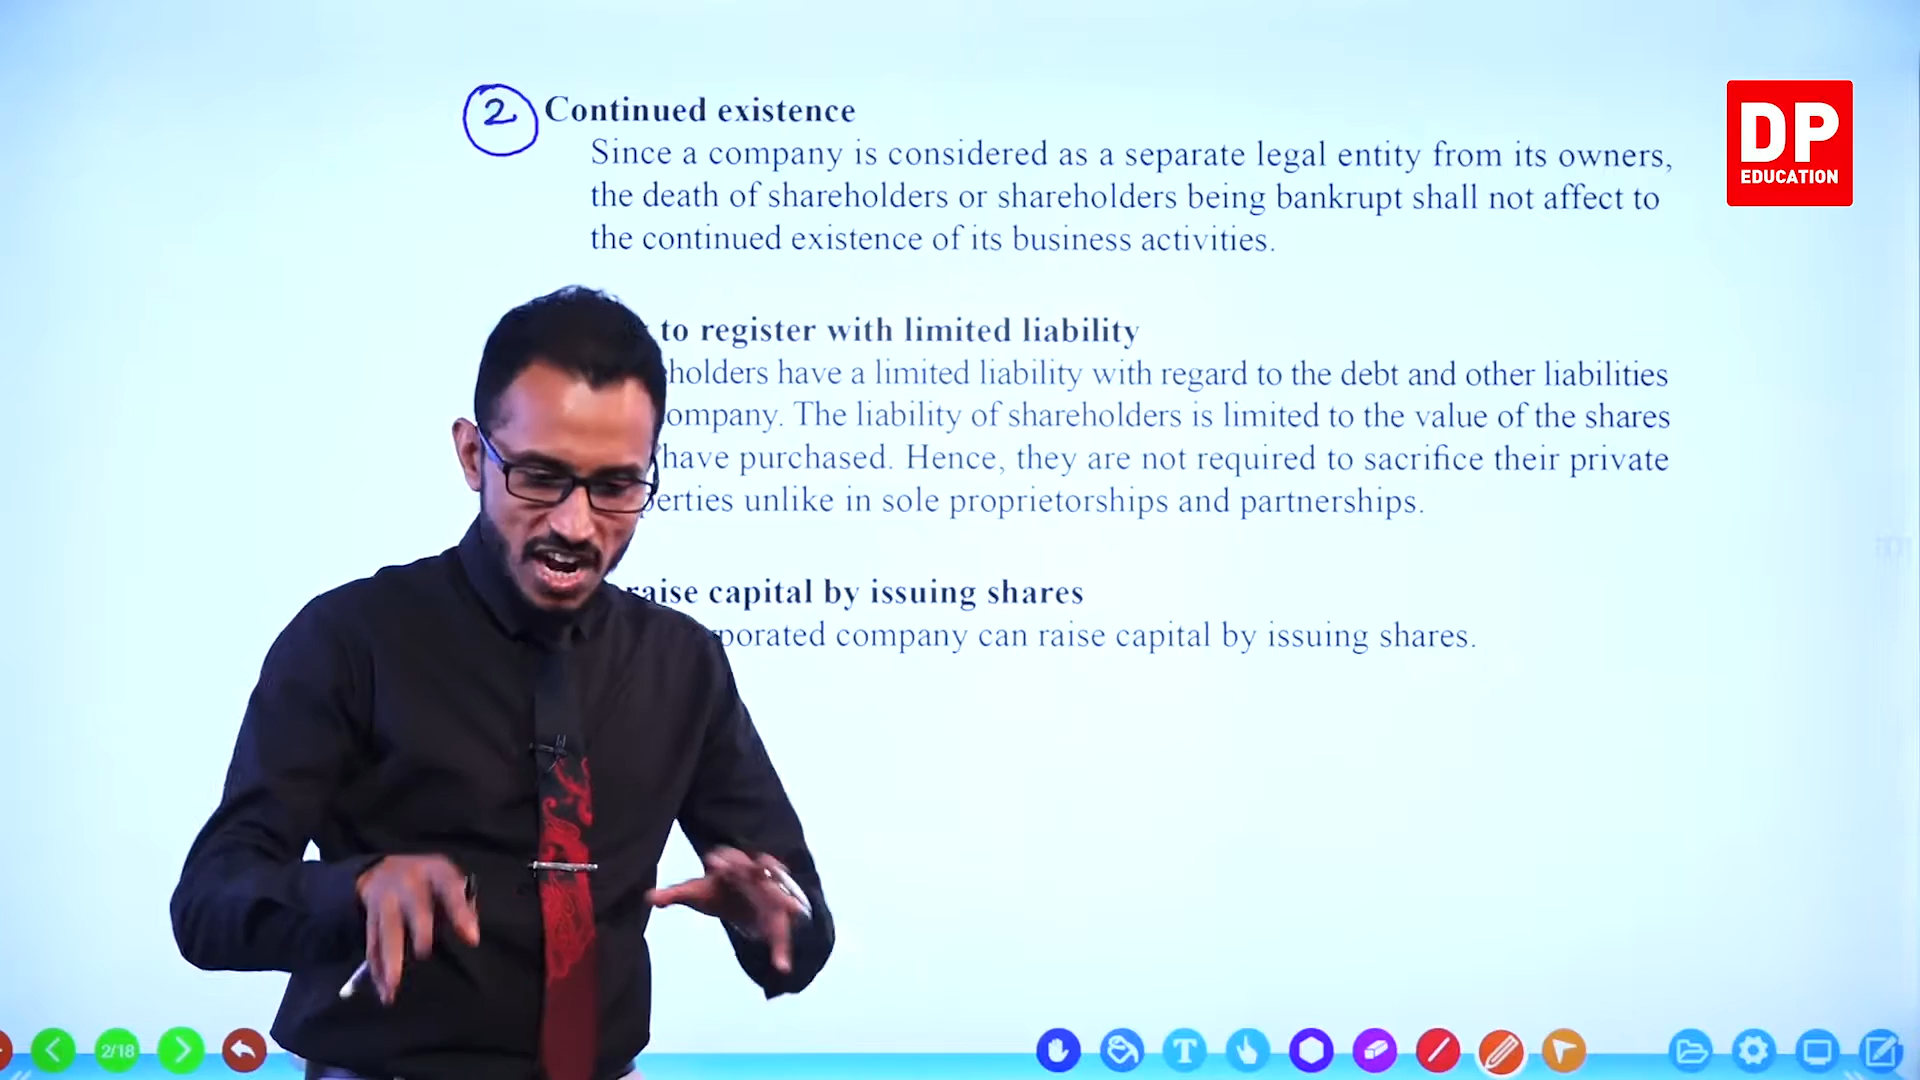 2 Continued existence
DP
EDUCATION
Since a company is considered as a separate legal entity from its owners,
the death of shareholders or shareholders being bankrupt shall not affect to
the continued existence of its business activities.
to register with limited liability
holders have a limited liability with regard to the debt and other liabilities
ompany. The liability of shareholders is limited to the value of the shares
have purchased. Hence, they are not required to sacrifice their private
erties unlike in sole proprietorships and partnerships.
raise capital by issuing shares
porated company can raise capital by issuing shares.
2/18
T